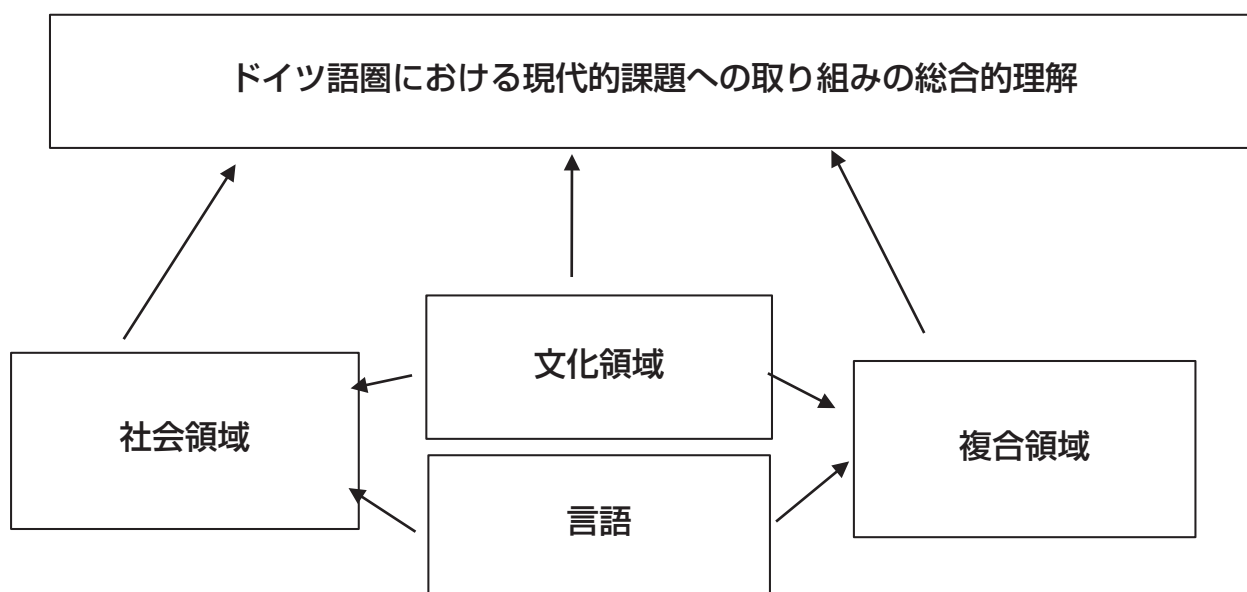 ドイツ語圏における現代的課題への取り組みの総合的理解
文化領域
社会領域
複合領域
言語